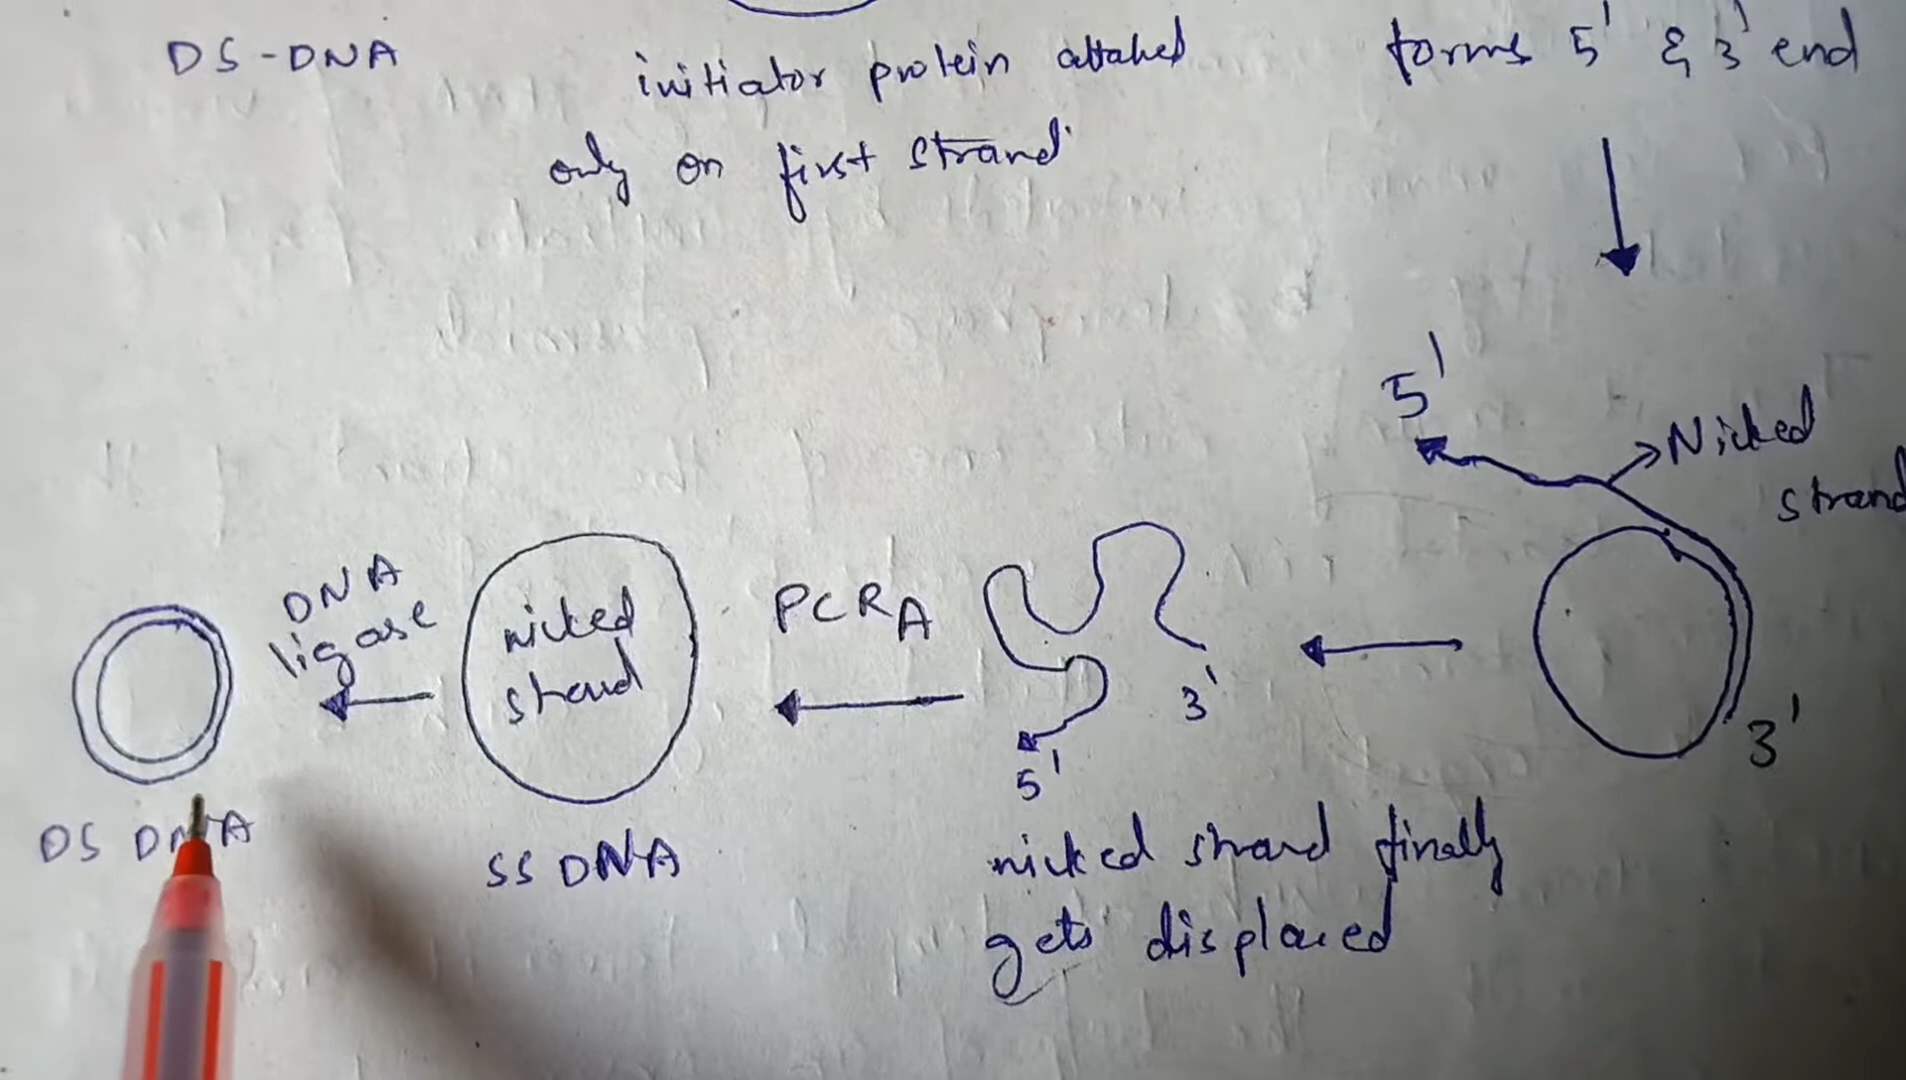 DS-DNA
initiator protein attaked
only on first strand
forms 5' & 3' end
5'
Nicked
strand
3'
3'
5'
nicked strand finally
gets displaced
PCRA
nicked
strand
SS DNA
DNA
ligase
DS DNA